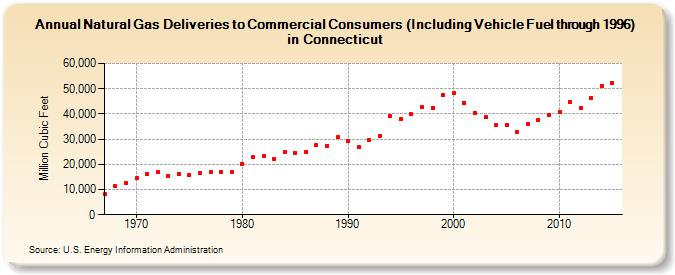 Annual Natural Gas Deliveries to Commercial Consumers (Including Vehicle Fuel through 1996)
in Connecticut
Million Cubic Feet
60,000
50,000
40,000
30,000
20,000
10,000
0
1970 1980 1990 2000 2010
Source: U.S. Energy Information Administration